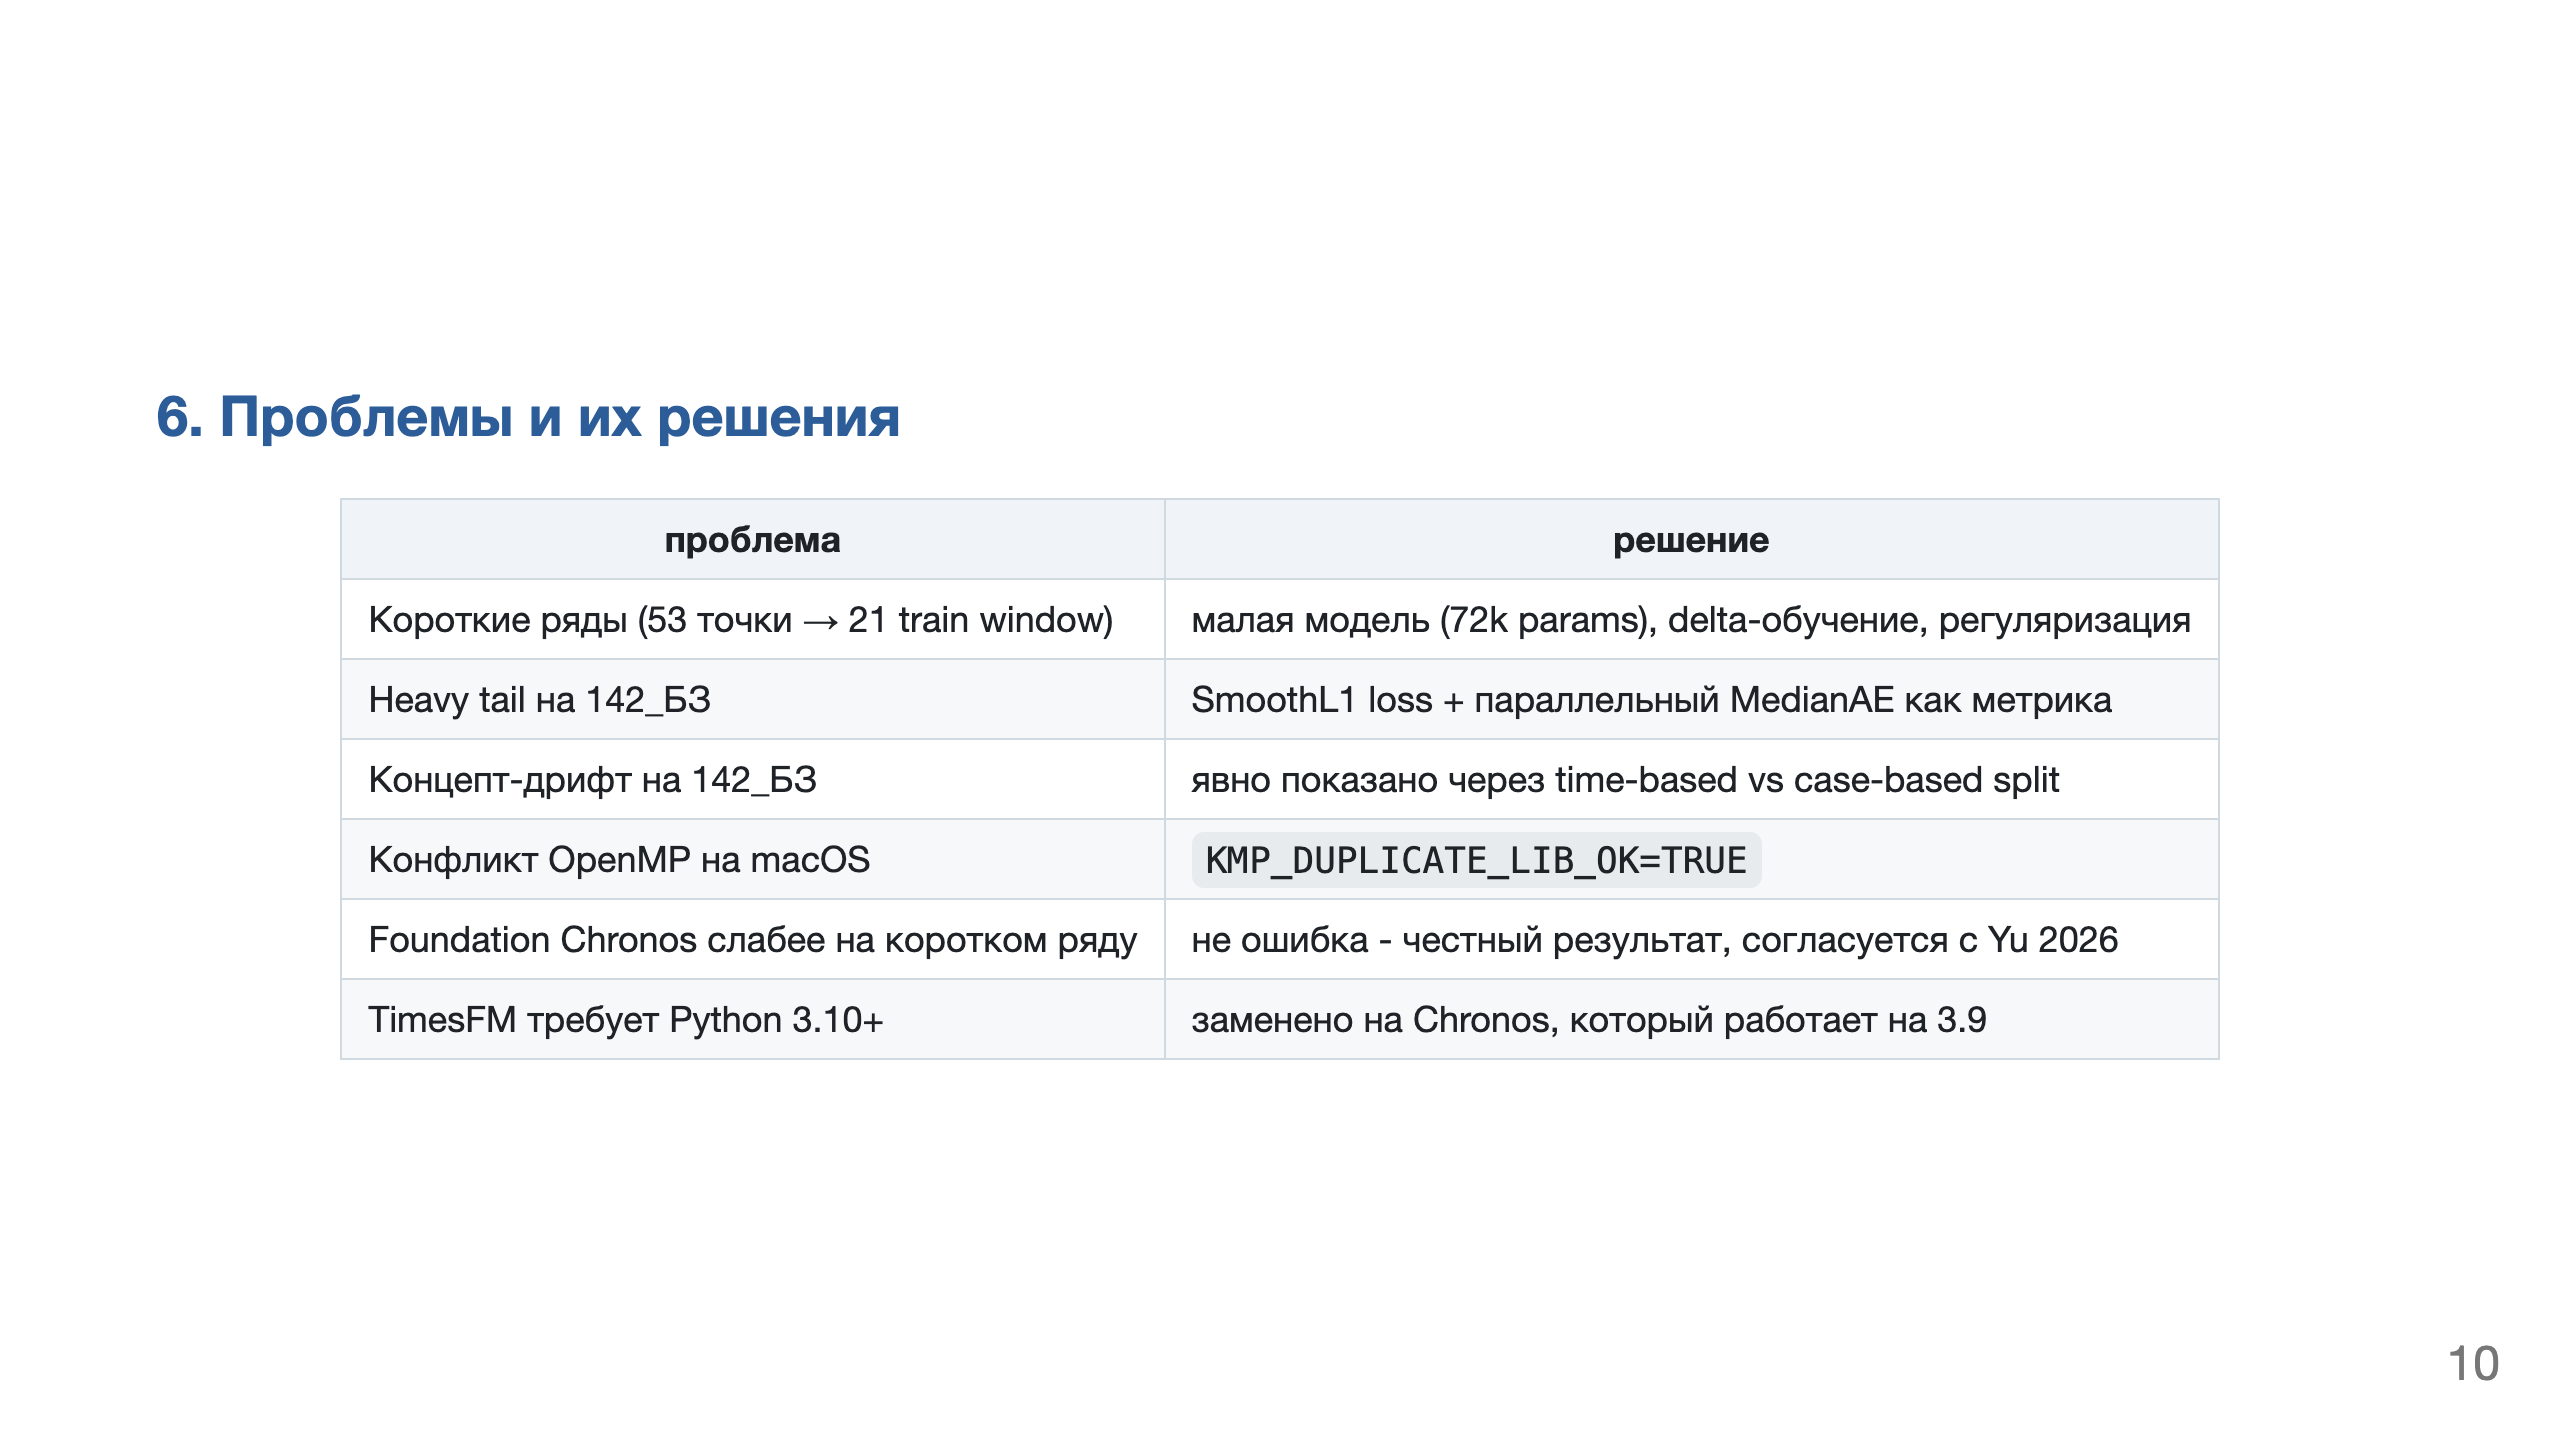 6. Проблемы и их решения
проблема решение
Короткие ряды (53 точки → 21 train window) малая модель (72k params), delta-обучение, регуляризация
Heavy tail на 142_БЗ SmoothL1 loss + параллельный MedianAE как метрика
Концепт-дрифт на 142_БЗ явно показано через time-based vs case-based split
Конфликт OpenMP на macOS KMP_DUPLICATE_LIB_OK=TRUE
Foundation Chronos слабее на коротком ряду не ошибка - честный результат, согласуется с Yu 2026
TimesFM требует Python 3.10+ заменено на Chronos, который работает на 3.9
10